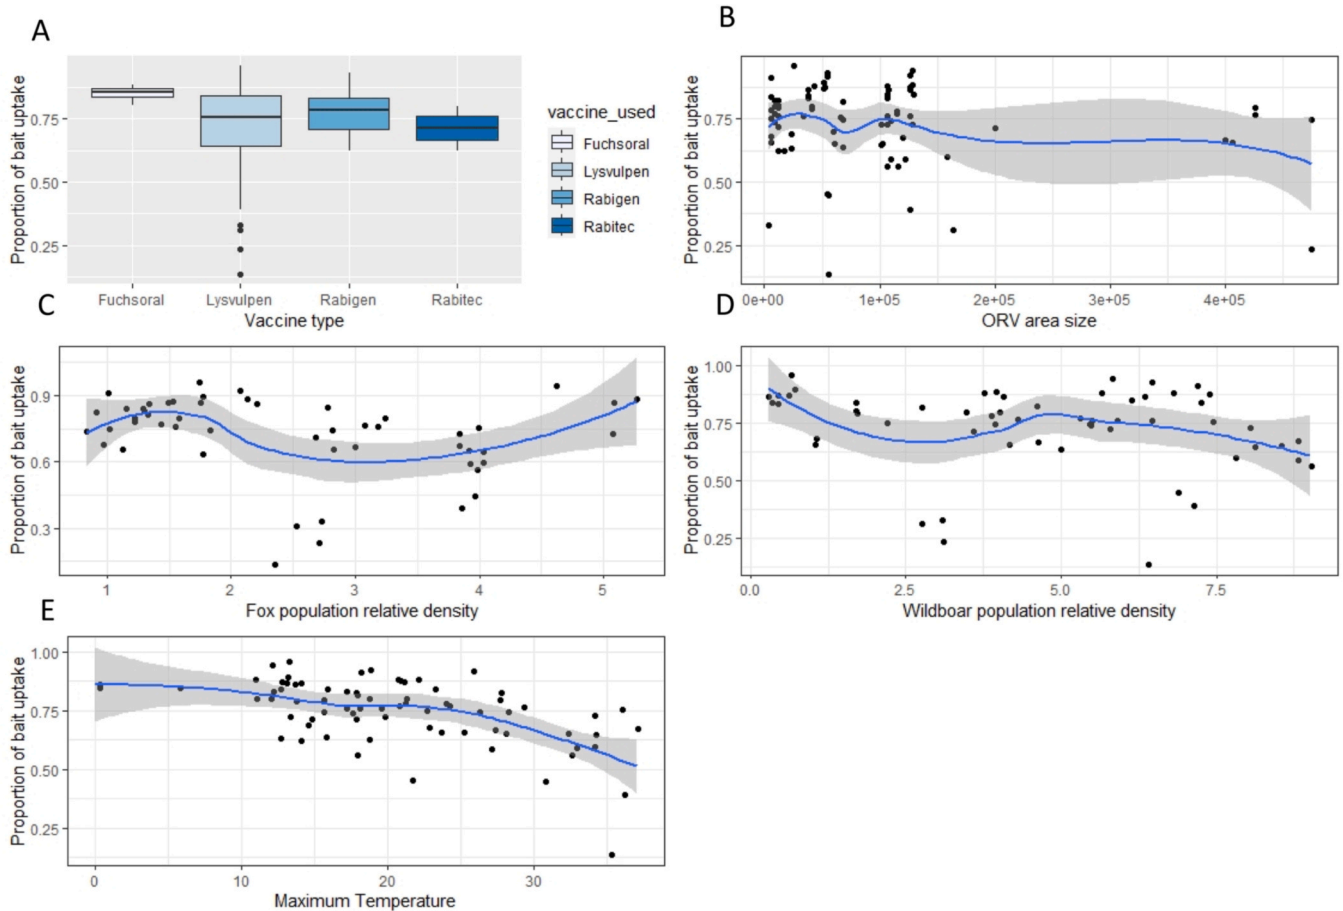 A
Proportion of bait uptake
0.75
0.50
0.25
Fuchsoral Lysvulpen Rabigen Rabitec
Vaccine type
vaccine_used
Fuchsoral
Lysvulpen
Rabigen
Rabitec
B
Proportion of bait uptake
0.75
0.50
0.25
0e+00 1e+05 2e+05 3e+05 4e+05
ORV area size
C
Proportion of bait uptake
0.9
0.6
0.3
1 2 3 4 5
Fox population relative density
D
Proportion of bait uptake
1.00
0.75
0.50
0.25
0.0 2.5 5.0 7.5
Wildboar population relative density
E
Proportion of bait uptake
1.00
0.75
0.50
0.25
0 10 20 30
Maximum Temperature